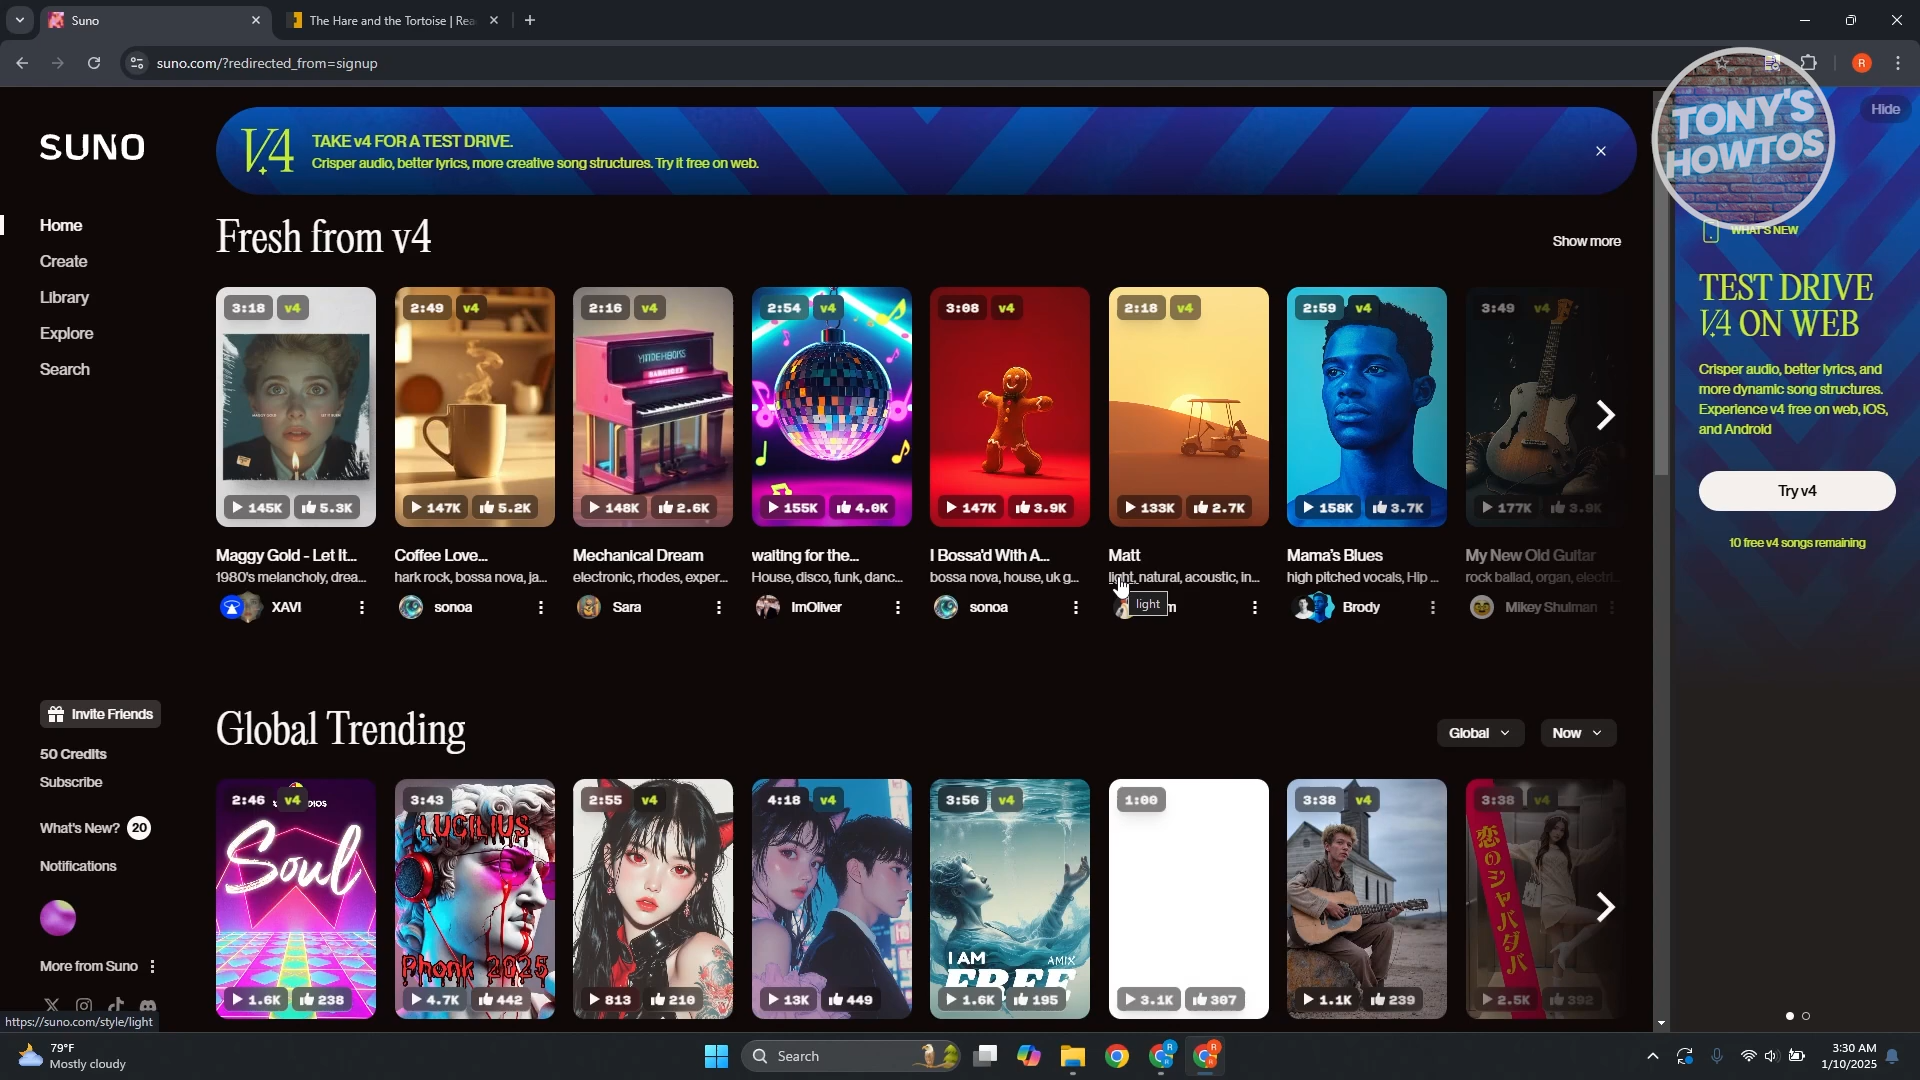 Suno
The Hare and the Tortoise | Rea
suno.com/?redirected_from=signup
R
TONY'S
HOWTOS
Hide
SUNO
V4
TAKE v4 FOR A TEST DRIVE.
Crisper audio, better lyrics, more creative song structures. Try it free on web.
Home
Create
Library
Explore
Search
Fresh from v4
Show more
3:18 v4
2:49 v4
2:16 v4
2:54 v4
3:08 v4
2:18 v4
2:59 v4
3:49 v4
145K 5.3K
147K 5.2K
148K 2.6K
155K 4.0K
147K 3.9K
133K 2.7K
158K 3.7K
177K 3.9K
Maggy Gold - Let It...
Coffee Love...
Mechanical Dream
waiting for the...
I Bossa'd With A...
Matt
Mama's Blues
My New Old Guitar
1980's melancholy, drea...
hark rock, bossa nova, ja...
electronic, rhodes, exper...
House, disco, funk, danc...
bossa nova, house, uk g...
light, natural, acoustic, in...
high pitched vocals, Hip ...
rock ballad, organ, electri...
XAVI
sonoa
Sara
ImOliver
sonoa
light
Brody
Mikey Shulman
WHAT'S NEW
TEST DRIVE
V4 ON WEB
Crisper audio, better lyrics, and
more dynamic song structures.
Experience v4 free on web, iOS,
and Android
Try v4
10 free v4 songs remaining
Invite Friends
50 Credits
Subscribe
What's New? 20
Notifications
More from Suno
Global Trending
Global
Now
2:46 v4
3:43
2:55 v4
4:18 v4
3:56 v4
1:00
3:38 v4
3:38 v4
Soul
LUCILIUS
Phonk 2025
I AM
AMIX
FREE
恋のシャバダバ
1.6K 238
4.7K 442
813 210
13K 449
1.6K 195
3.1K 307
1.1K 239
2.5K 392
https://suno.com/style/light
79°F
Mostly cloudy
Search
R
R
3:30 AM
1/10/2025